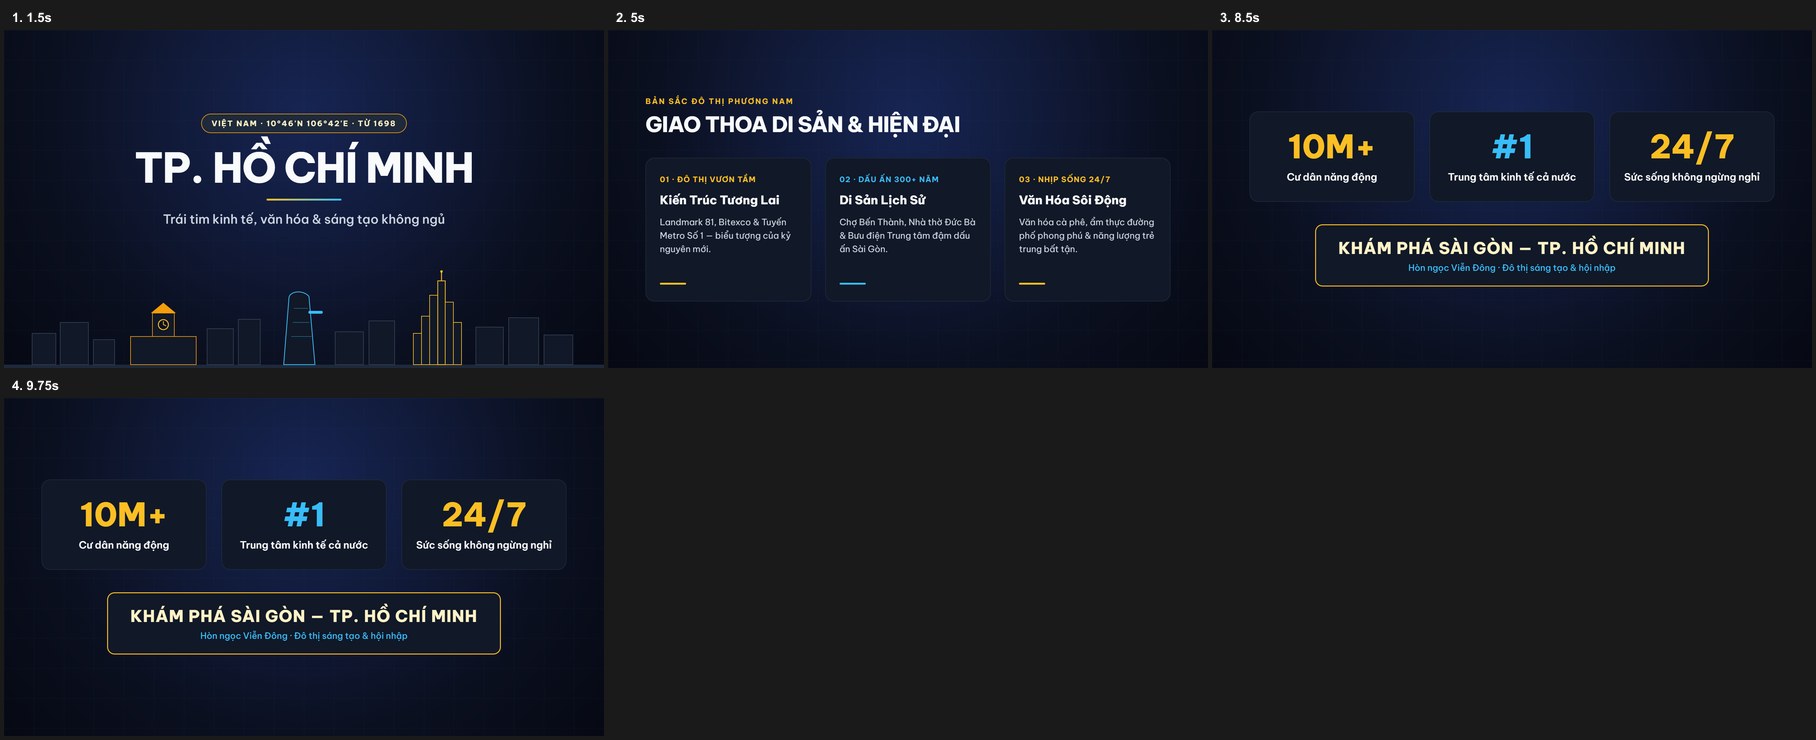 1. 1.5s
VIỆT NAM · 10°46'N 106°42'E · TỪ 1698
TP. HỒ CHÍ MINH
Trái tim kinh tế, văn hóa & sáng tạo không ngủ
2. 5s
BẢN SẮC ĐÔ THỊ PHƯƠNG NAM
GIAO THOA DI SẢN & HIỆN ĐẠI
01 · ĐÔ THỊ VƯƠN TẦM
Kiến Trúc Tương Lai
Landmark 81, Bitexco & Tuyến
Metro Số 1 — biểu tượng của kỷ
nguyên mới.
02 · DẤU ẤN 300+ NĂM
Di Sản Lịch Sử
Chợ Bến Thành, Nhà thờ Đức Bà
& Bưu điện Trung tâm đậm dấu
ấn Sài Gòn.
03 · NHỊP SỐNG 24/7
Văn Hóa Sôi Động
Văn hóa cà phê, ẩm thực đường
phố phong phú & năng lượng trẻ
trung bất tận.
3. 8.5s
10M+
Cư dân năng động
#1
Trung tâm kinh tế cả nước
24/7
Sức sống không ngừng nghỉ
KHÁM PHÁ SÀI GÒN — TP. HỒ CHÍ MINH
Hòn ngọc Viễn Đông · Đô thị sáng tạo & hội nhập
4. 9.75s
10M+
Cư dân năng động
#1
Trung tâm kinh tế cả nước
24/7
Sức sống không ngừng nghỉ
KHÁM PHÁ SÀI GÒN — TP. HỒ CHÍ MINH
Hòn ngọc Viễn Đông · Đô thị sáng tạo & hội nhập